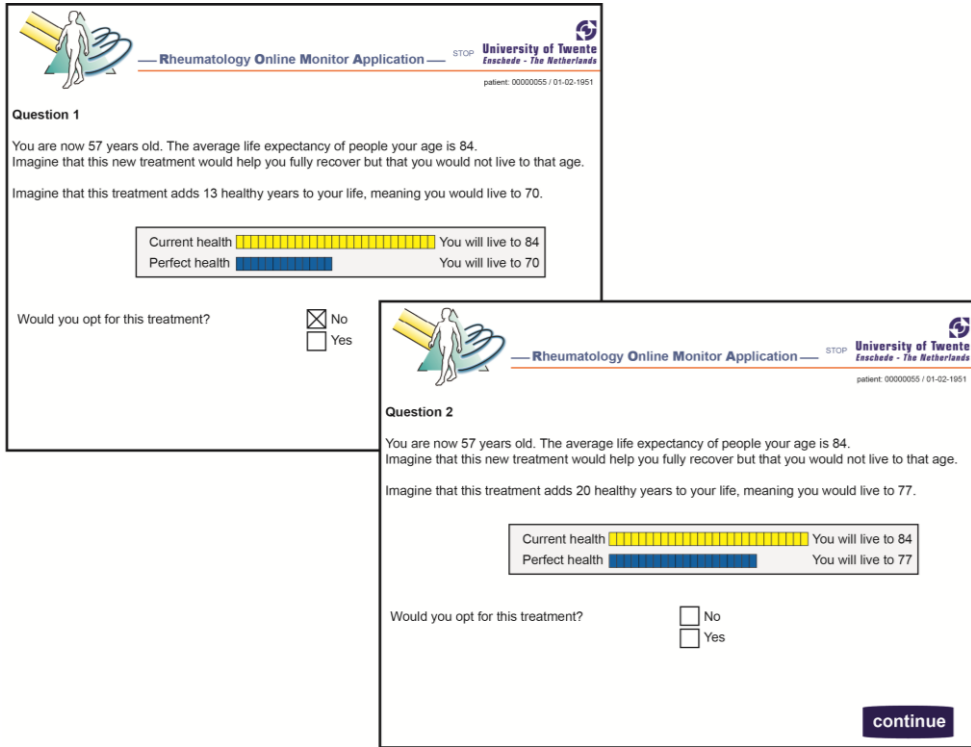 Rheumatology Online Monitor Application
STOP
University of Twente
Enschede - The Netherlands
patient: 00000055 / 01-02-1951
Question 1
You are now 57 years old. The average life expectancy of people your age is 84.
Imagine that this new treatment would help you fully recover but that you would not live to that age.
Imagine that this treatment adds 13 healthy years to your life, meaning you would live to 70.
Current health You will live to 84
Perfect health You will live to 70
Would you opt for this treatment? No
Yes
Rheumatology Online Monitor Application
STOP
University of Twente
Enschede - The Netherlands
patient: 00000055 / 01-02-1951
Question 2
You are now 57 years old. The average life expectancy of people your age is 84.
Imagine that this new treatment would help you fully recover but that you would not live to that age.
Imagine that this treatment adds 20 healthy years to your life, meaning you would live to 77.
Current health You will live to 84
Perfect health You will live to 77
Would you opt for this treatment? No
Yes
continue